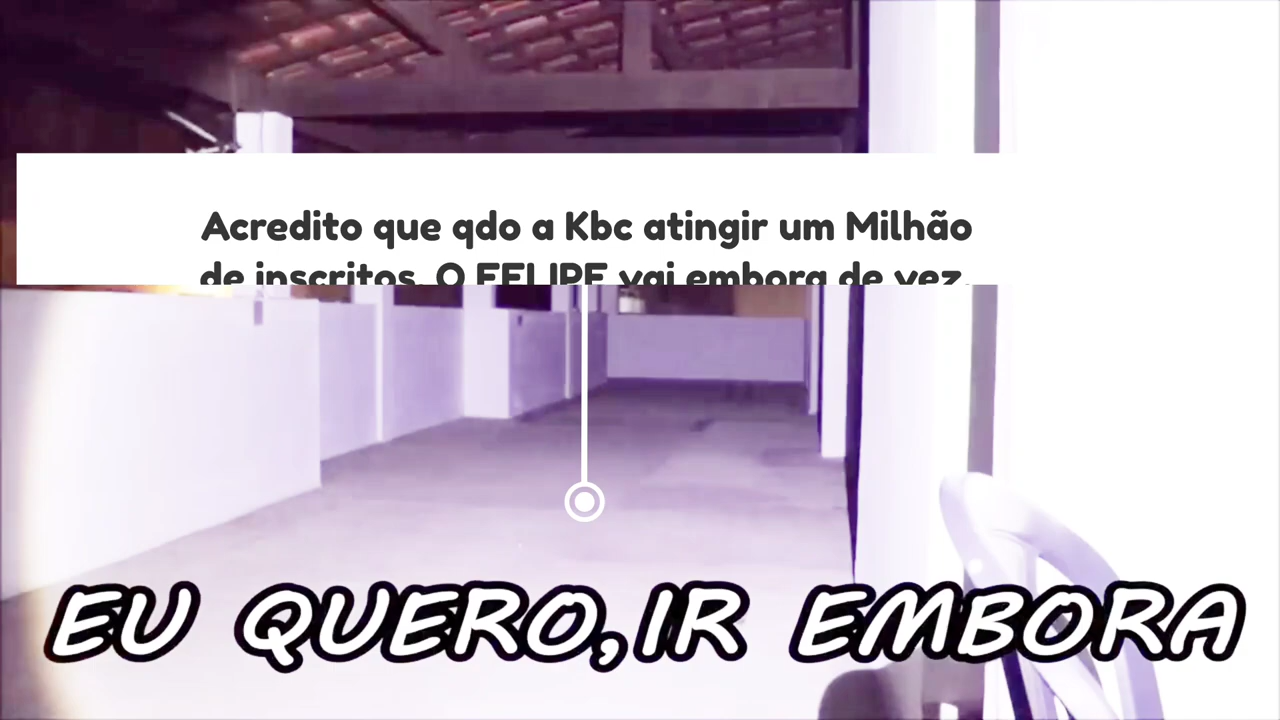 Acredito que qdo a Kbc atingir um Milhão
de inscritos. O FELIPE vai embora de vez.
EU QUERO,IR EMBORA